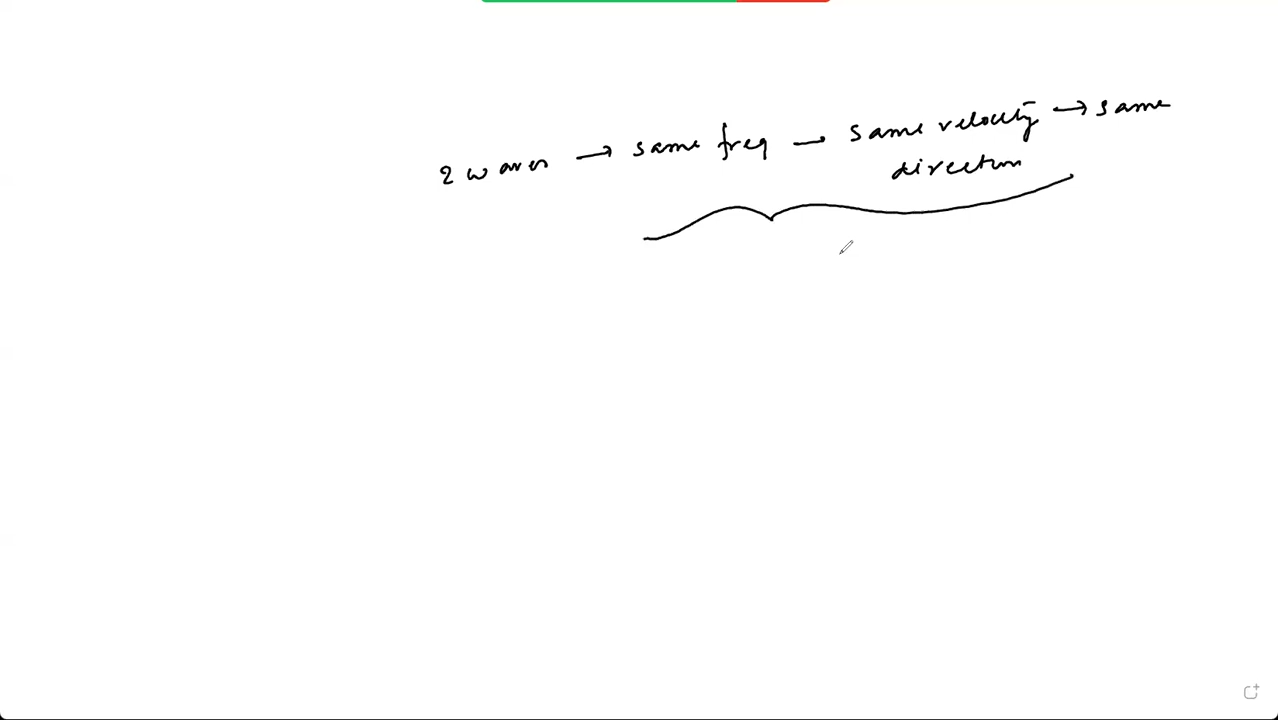 2 waves → same freq → same velocity → same
direction